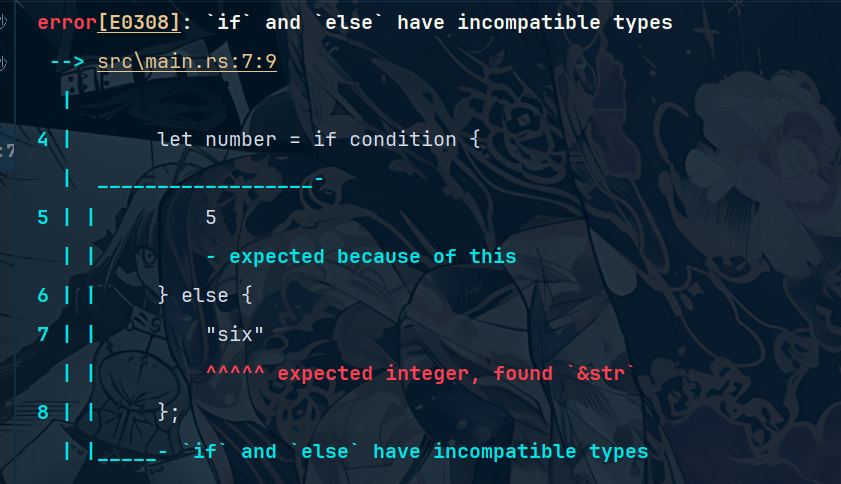 error[E0308]: `if` and `else` have incompatible types
 --> src\main.rs:7:9
  |
4 |       let number = if condition {
:7
  |  __________________-
5 | |         5
  | |         - expected because of this
6 | |     } else {
7 | |         "six"
  | |         ^^^^^ expected integer, found `&str`
8 | |     };
  | |_____- `if` and `else` have incompatible types